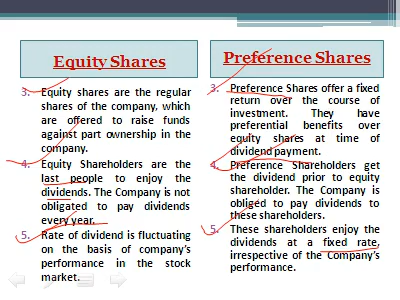 Equity Shares
3. Equity shares are the regular
shares of the company, which
are offered to raise funds
against part ownership in the
company.
4. Equity Shareholders are the
last people to enjoy the
dividends. The Company is not
obligated to pay dividends
every year.
5. Rate of dividend is fluctuating
on the basis of company's
performance in the stock
market.
Preference Shares
3. Preference Shares offer a fixed
return over the course of
investment. They have
preferential benefits over
equity shares at time of
dividend payment.
4. Preference Shareholders get
the dividend prior to equity
shareholder. The Company is
obliged to pay dividends to
these shareholders.
5. These shareholders enjoy the
dividends at a fixed rate,
irrespective of the Company's
performance.